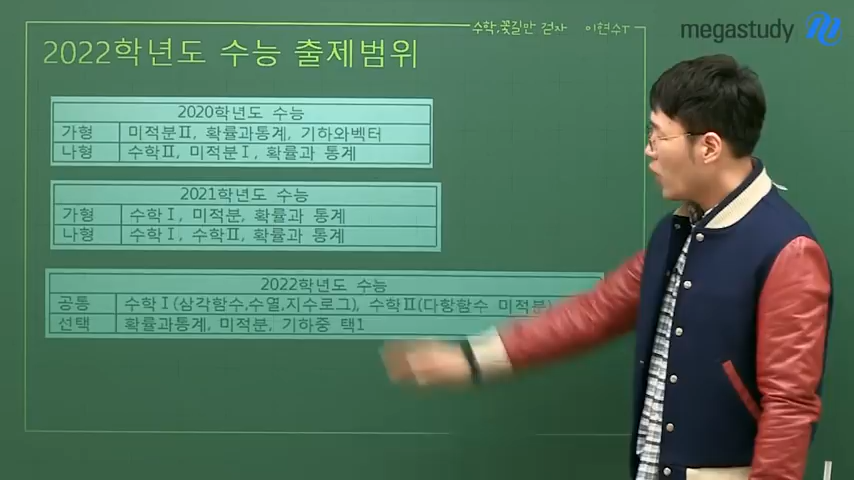 수학,꽃길만 걷자 이현수T
megastudy
2022학년도 수능 출제범위
2020학년도 수능
가형 미적분Ⅱ, 확률과통계, 기하와벡터
나형 수학Ⅱ, 미적분Ⅰ, 확률과 통계
2021학년도 수능
가형 수학Ⅰ, 미적분, 확률과 통계
나형 수학Ⅰ, 수학Ⅱ, 확률과 통계
2022학년도 수능
공통 수학Ⅰ(삼각함수,수열,지수로그), 수학Ⅱ(다항함수 미적분)
선택 확률과통계, 미적분, 기하중 택1